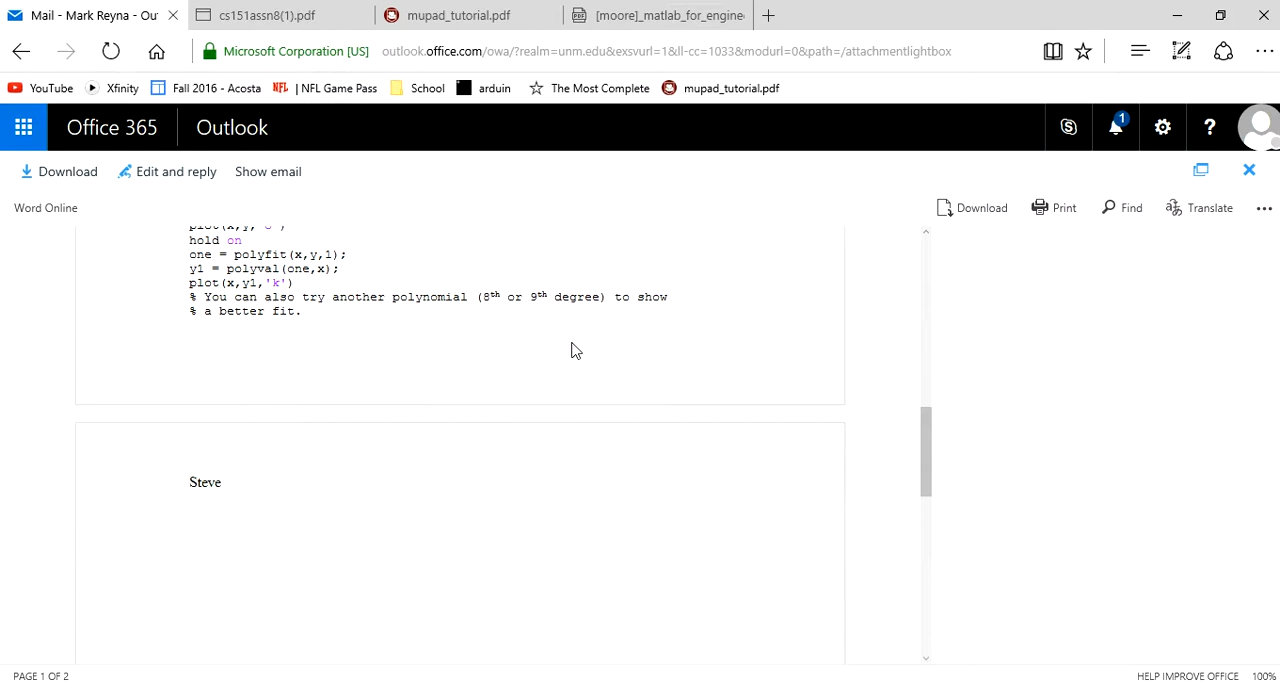 Mail - Mark Reyna - Ou
cs151assn8(1).pdf
mupad_tutorial.pdf
[moore]_matlab_for_engine
Microsoft Corporation [US] outlook.office.com/owa/?realm=unm.edu&exsvurl=1&ll-cc=1033&modurl=0&path=/attachmentlightbox
YouTube Xfinity Fall 2016 - Acosta NFL | NFL Game Pass School arduin The Most Complete mupad_tutorial.pdf
Office 365 Outlook 1 ?
Download Edit and reply Show email
Word Online Download Print Find Translate
plot(x,y,'o')
hold on
one = polyfit(x,y,1);
y1 = polyval(one,x);
plot(x,y1,'k')
% You can also try another polynomial (8th or 9th degree) to show
% a better fit.
Steve
PAGE 1 OF 2 HELP IMPROVE OFFICE 100%